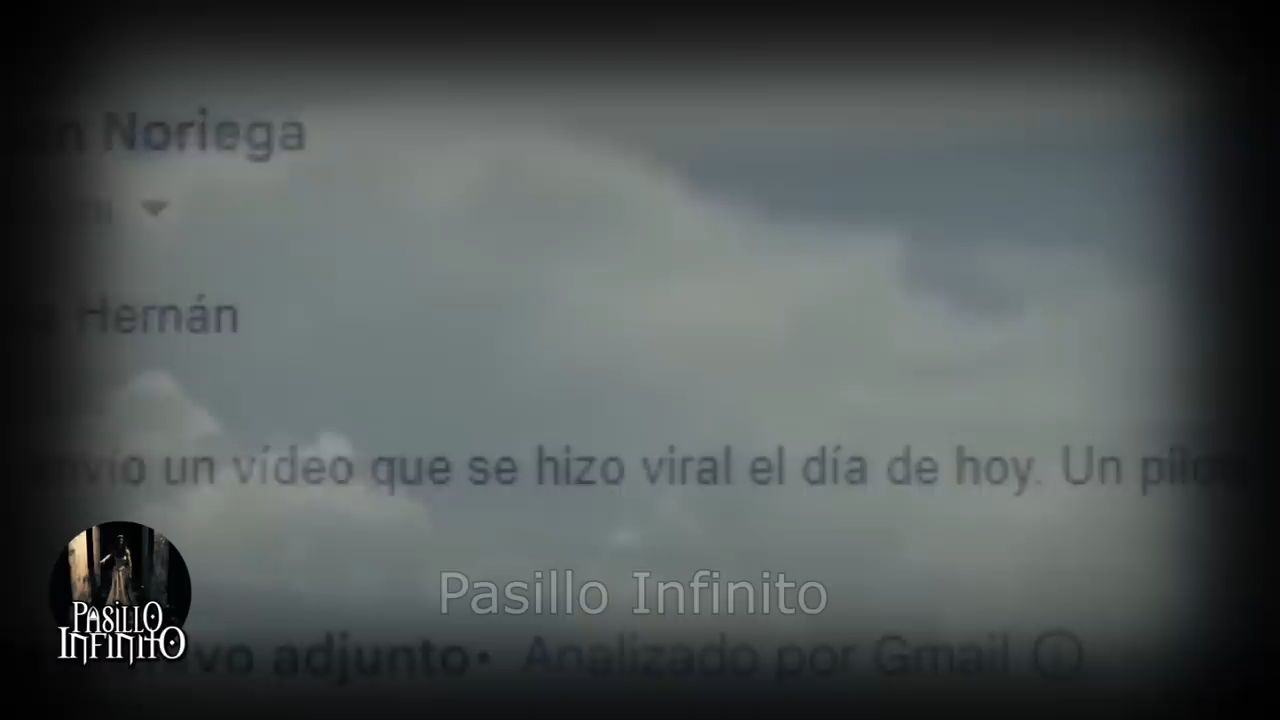 Noriega
Hernán
envío un vídeo que se hizo viral el día de hoy. Un
Pasillo Infinito
PASILLO
INFINITO
adjunto · Analizado por Gmail